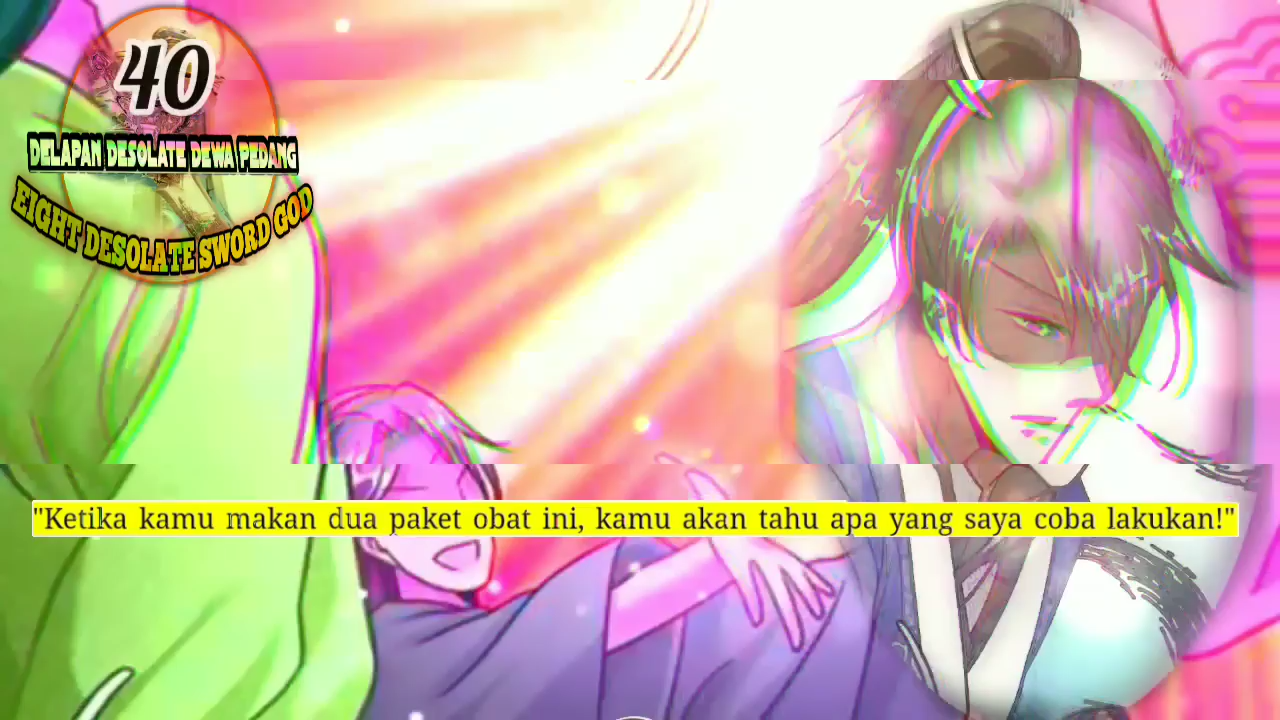 40
DELAPAN DESOLATE DEWA PEDANG
EIGHT DESOLATE SWORD GOD
"Ketika kamu makan dua paket obat ini, kamu akan tahu apa yang saya coba lakukan!"